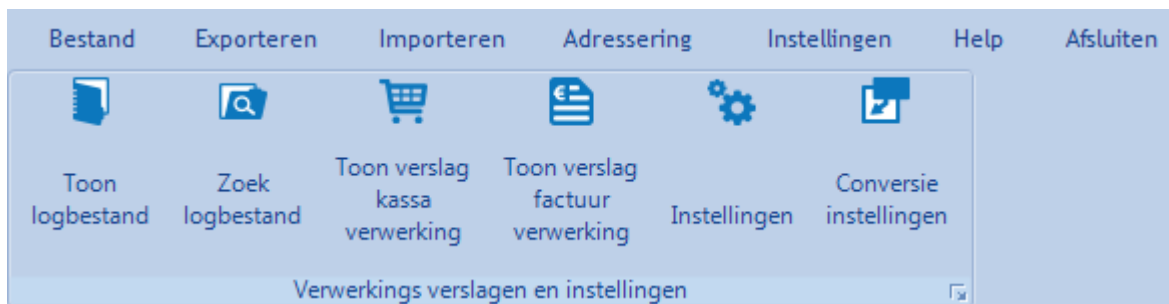 Bestand Exporteren Importeren Adressering Instellingen Help Afsluiten
Toon
logbestand
Zoek
logbestand
Toon verslag
kassa
verwerking
Toon verslag
factuur
verwerking
Instellingen
Conversie
instellingen
Verwerkings verslagen en instellingen